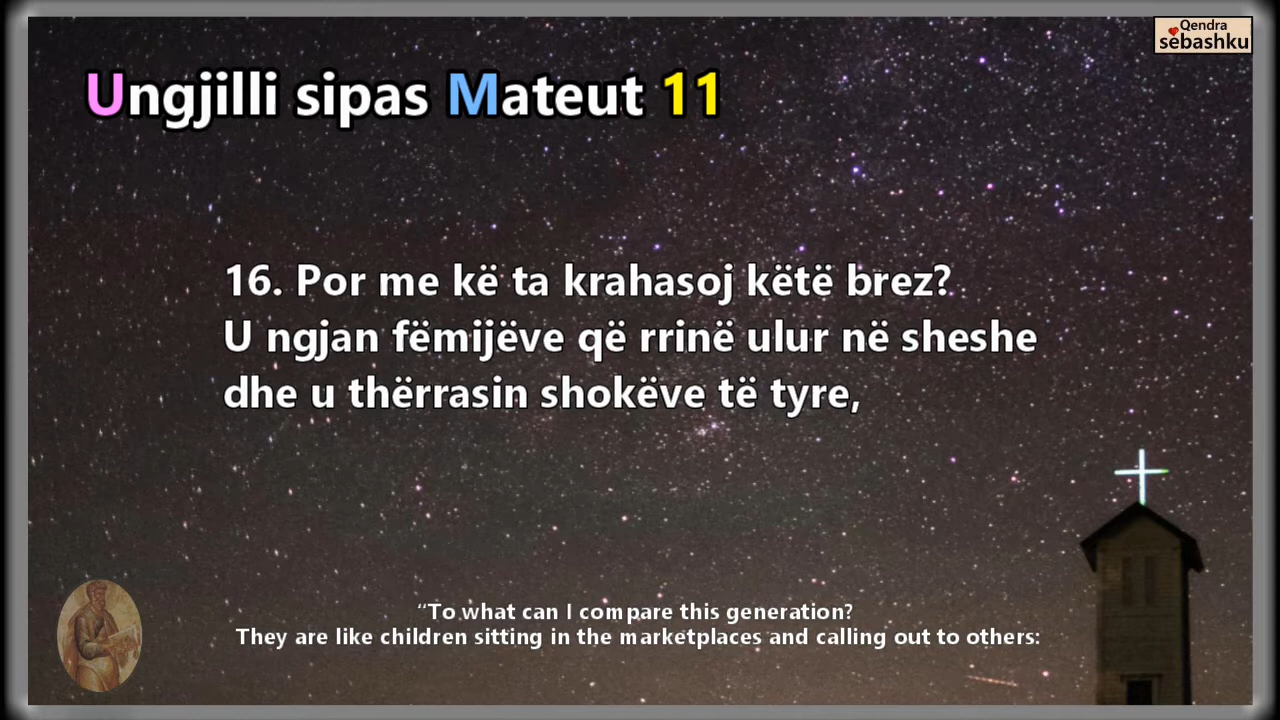 Qendra
sebashku
Ungjilli sipas Mateut 11
16. Por me kë ta krahasoj këtë brez?
U ngjan fëmijëve që rrinë ulur në sheshe
dhe u thërrasin shokëve të tyre,
“To what can I compare this generation?
They are like children sitting in the marketplaces and calling out to others: